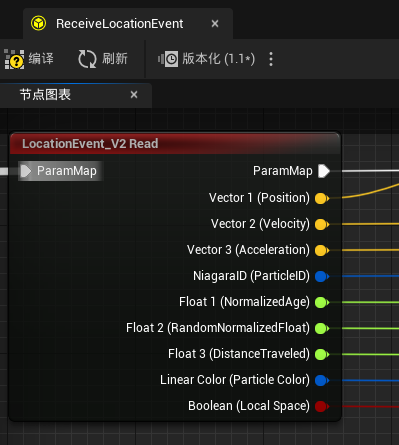 ReceiveLocationEvent
编译
刷新
版本化 (1.1*)
节点图表
LocationEvent_V2 Read
ParamMap
ParamMap
Vector 1 (Position)
Vector 2 (Velocity)
Vector 3 (Acceleration)
NiagaraID (ParticleID)
Float 1 (NormalizedAge)
Float 2 (RandomNormalizedFloat)
Float 3 (DistanceTraveled)
Linear Color (Particle Color)
Boolean (Local Space)